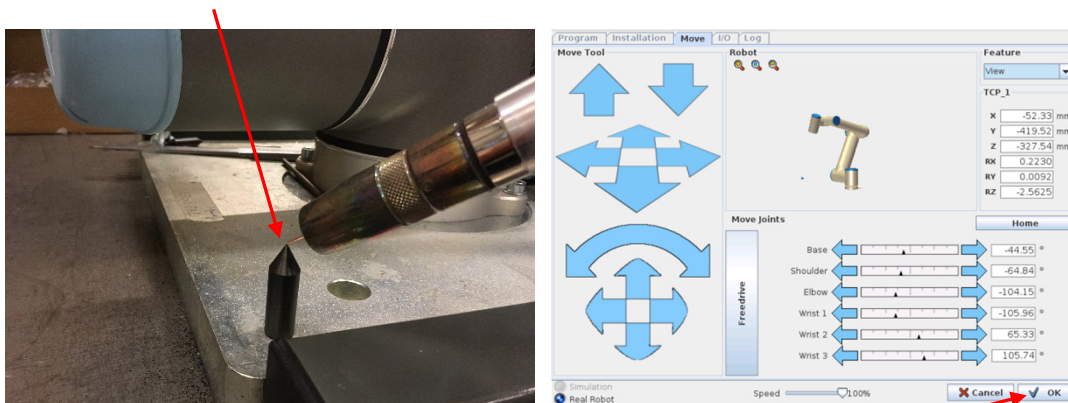 Program Installation Move I/O Log
Move Tool
Robot
Feature
View
TCP_1
X -52.33 mm
Y -419.52 mm
Z -327.54 mm
RX 0.2230
RY 0.0092
RZ -2.5625
Move Joints
Home
Freedrive
Base -44.55 °
Shoulder -64.84 °
Elbow -104.15 °
Wrist 1 -105.96 °
Wrist 2 65.33 °
Wrist 3 105.74 °
Simulation
Real Robot
Speed 100%
Cancel
OK